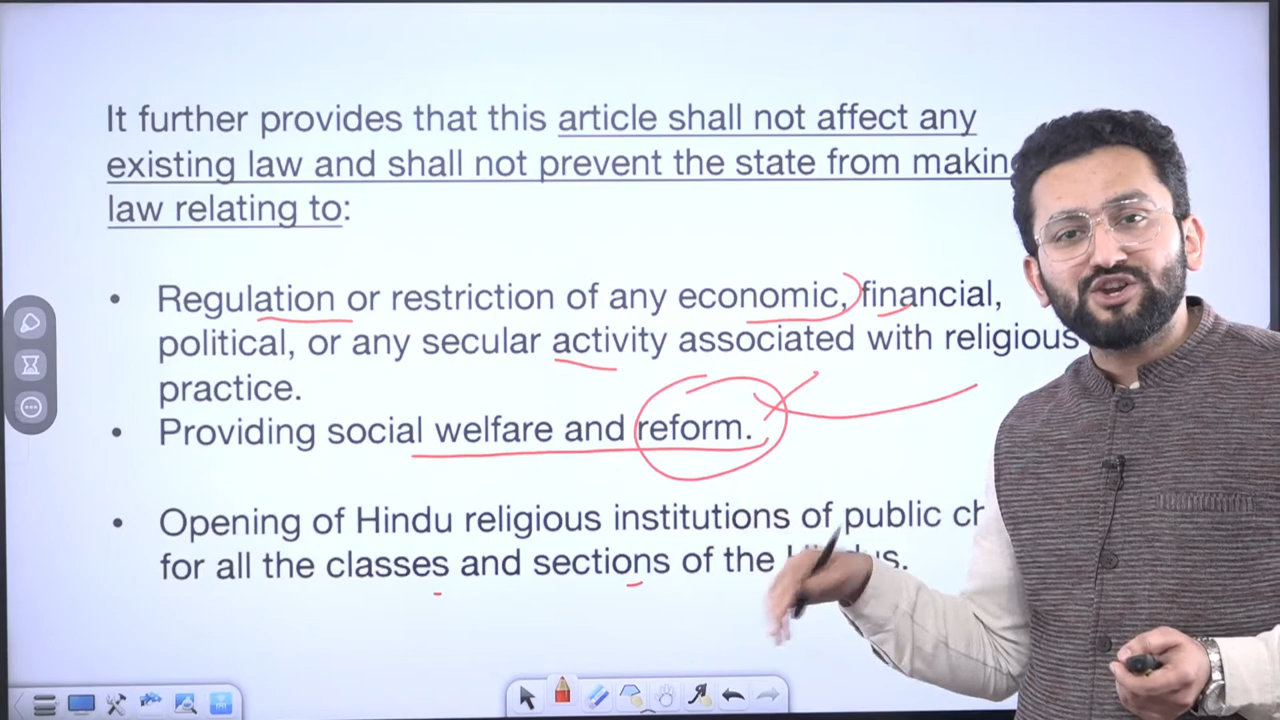 It further provides that this article shall not affect any
existing law and shall not prevent the state from making
law relating to:
• Regulation or restriction of any economic, financial,
political, or any secular activity associated with religious
practice.
• Providing social welfare and reform.
• Opening of Hindu religious institutions of public
for all the classes and sections of the